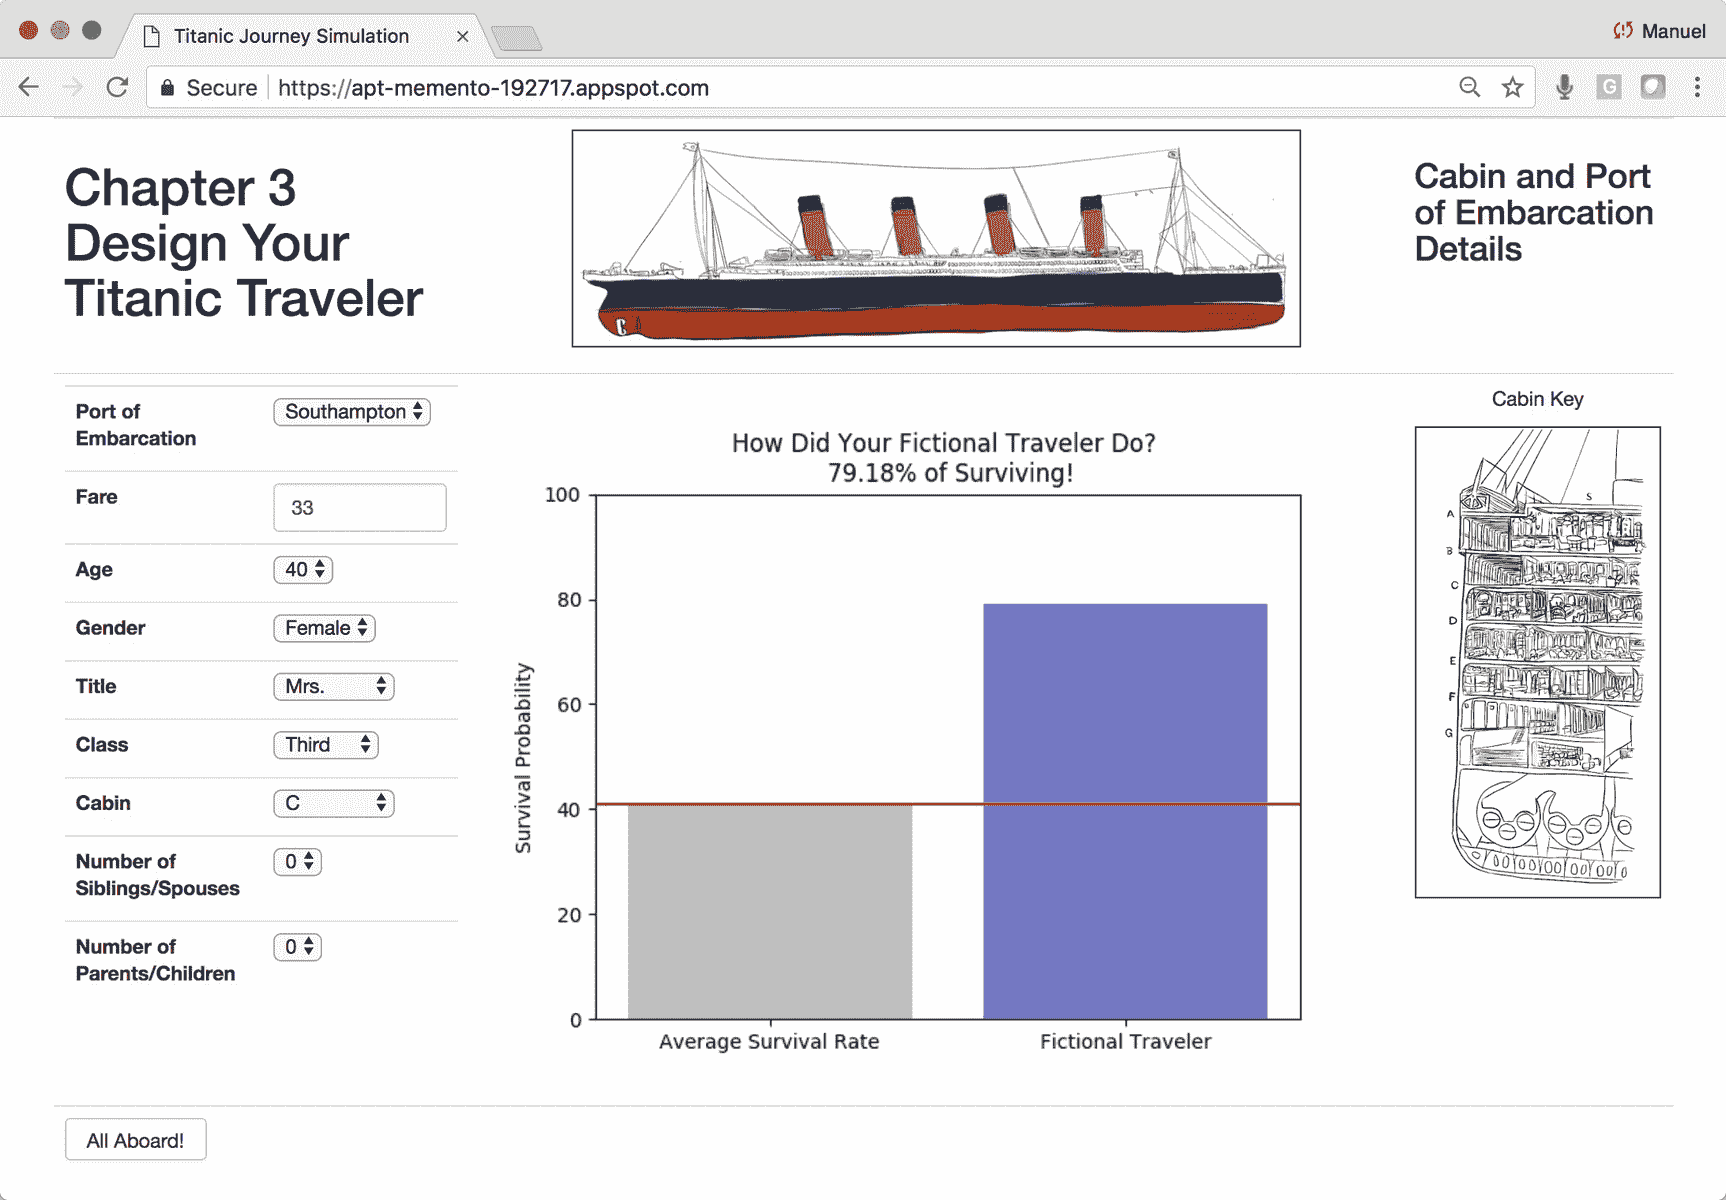 Titanic Journey Simulation
Manuel
Secure
https://apt-memento-192717.appspot.com
G
Chapter 3
Design Your
Titanic Traveler
Cabin and Port
of Embarcation
Details
Port of
Embarcation
Southampton
Fare
33
Age
40
Gender
Female
Title
Mrs.
Class
Third
Cabin
C
Number of
Siblings/Spouses
0
Number of
Parents/Children
0
How Did Your Fictional Traveler Do?
79.18% of Surviving!
Survival Probability
100
80
60
40
20
0
Average Survival Rate
Fictional Traveler
Cabin Key
S
A
B
C
D
E
F
G
All Aboard!